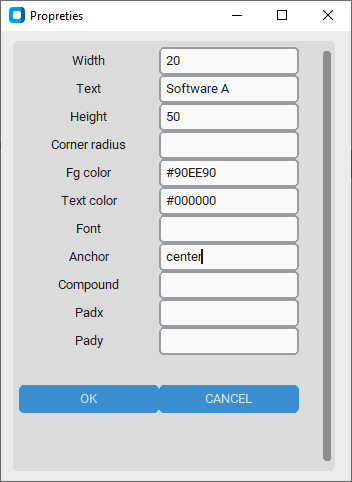 Propreties
Width 20
Text Software A
Height 50
Corner radius
Fg color #90EE90
Text color #000000
Font
Anchor center
Compound
Padx
Pady
OK CANCEL